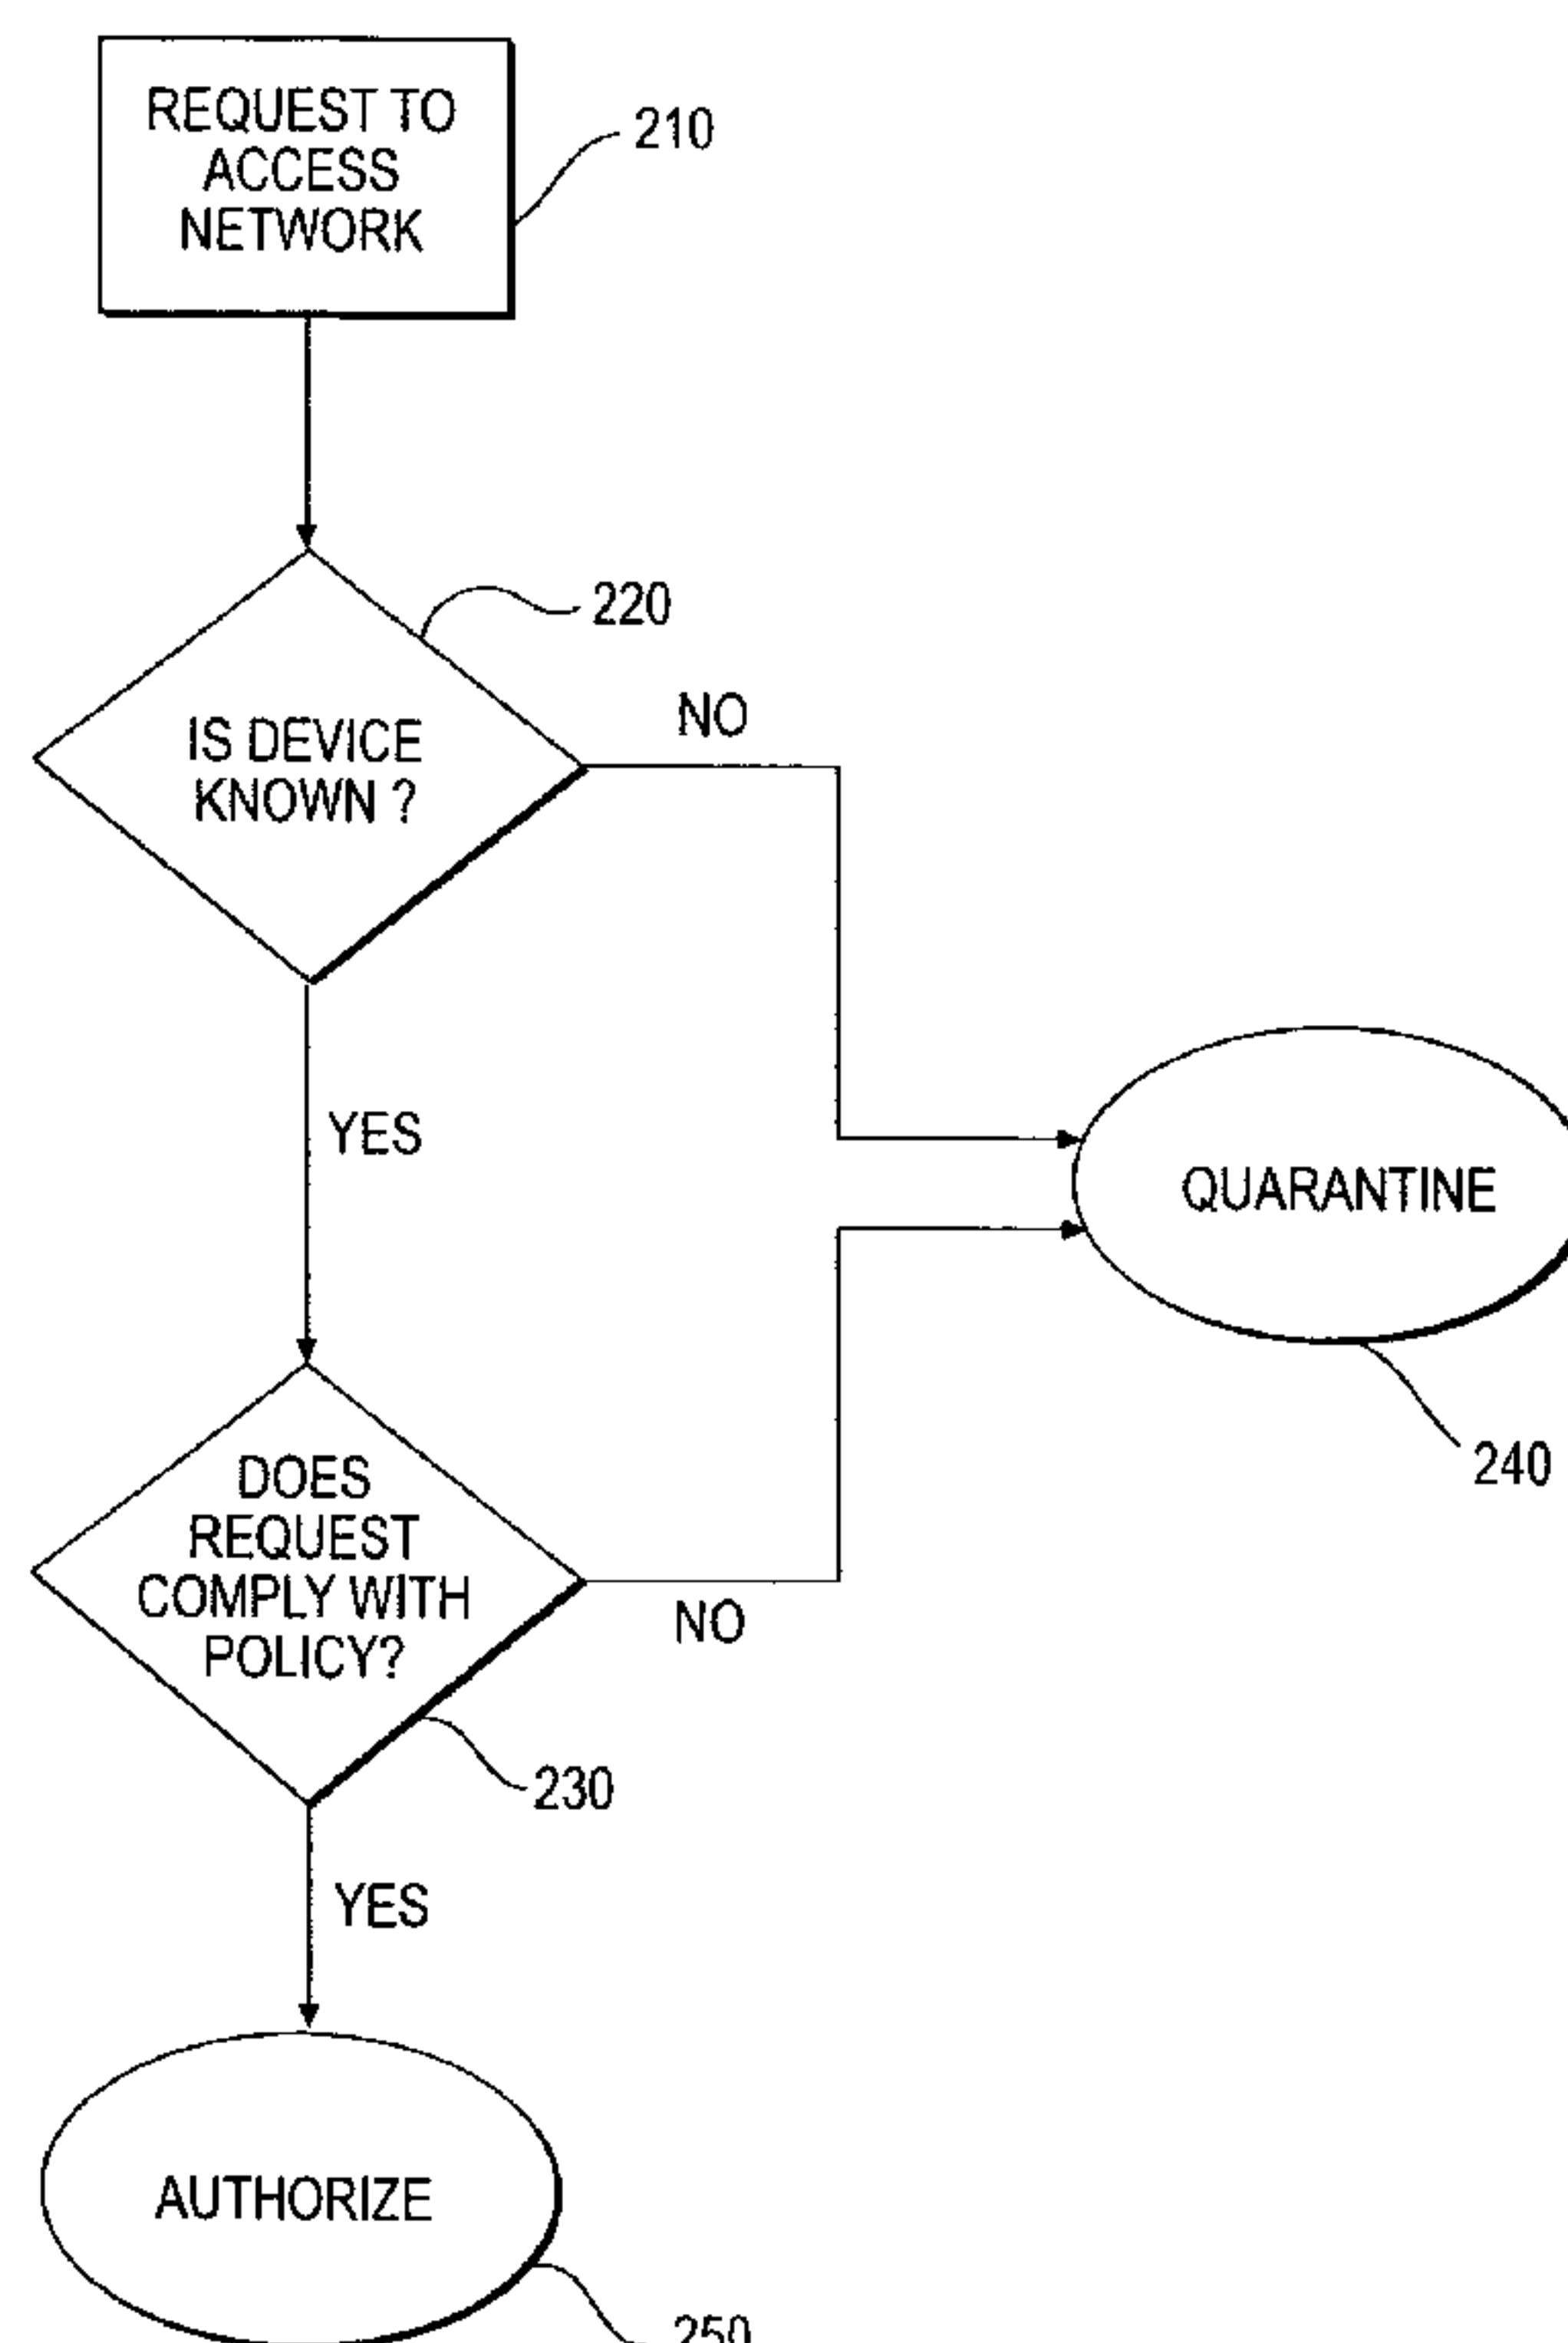 REQUEST TO
ACCESS
NETWORK
210
220
IS DEVICE
KNOWN ?
NO
YES
QUARANTINE
240
DOES
REQUEST
COMPLY WITH
POLICY?
NO
230
YES
AUTHORIZE
250